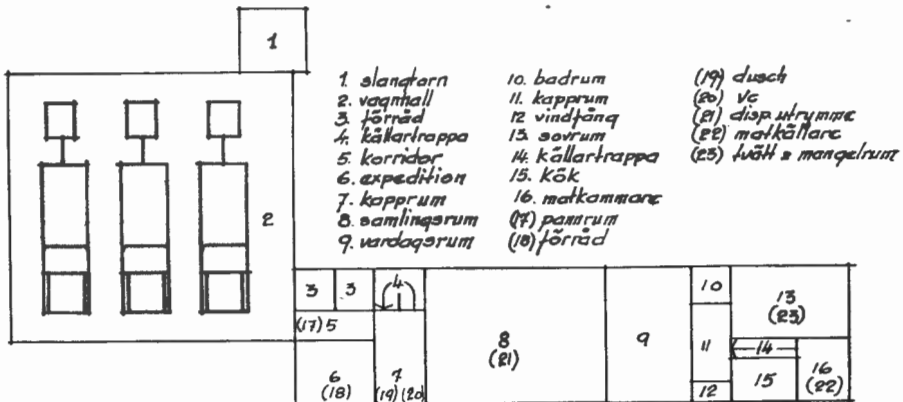 1
1. slangtorn
2. vagnhall
3. förråd
4. källartrappa
5. korridor
6. expedition
7. kapprum
8. samlingsrum
9. vardagsrum
10. badrum
11. kapprum
12 vindfång
13. sovrum
14. källartrappa
15. kök
16. matkammare
(17) pannrum
(18) förråd
(19) dusch
(20) vc
(21) disp. utrymme
(22) matkällare
(23) tvätt & mangelrum
2
3 3 4
(17) 5
6
(18)
7
(19) (20)
8
(21)
9
10
11
12
13
(23)
14
15
16
(22)